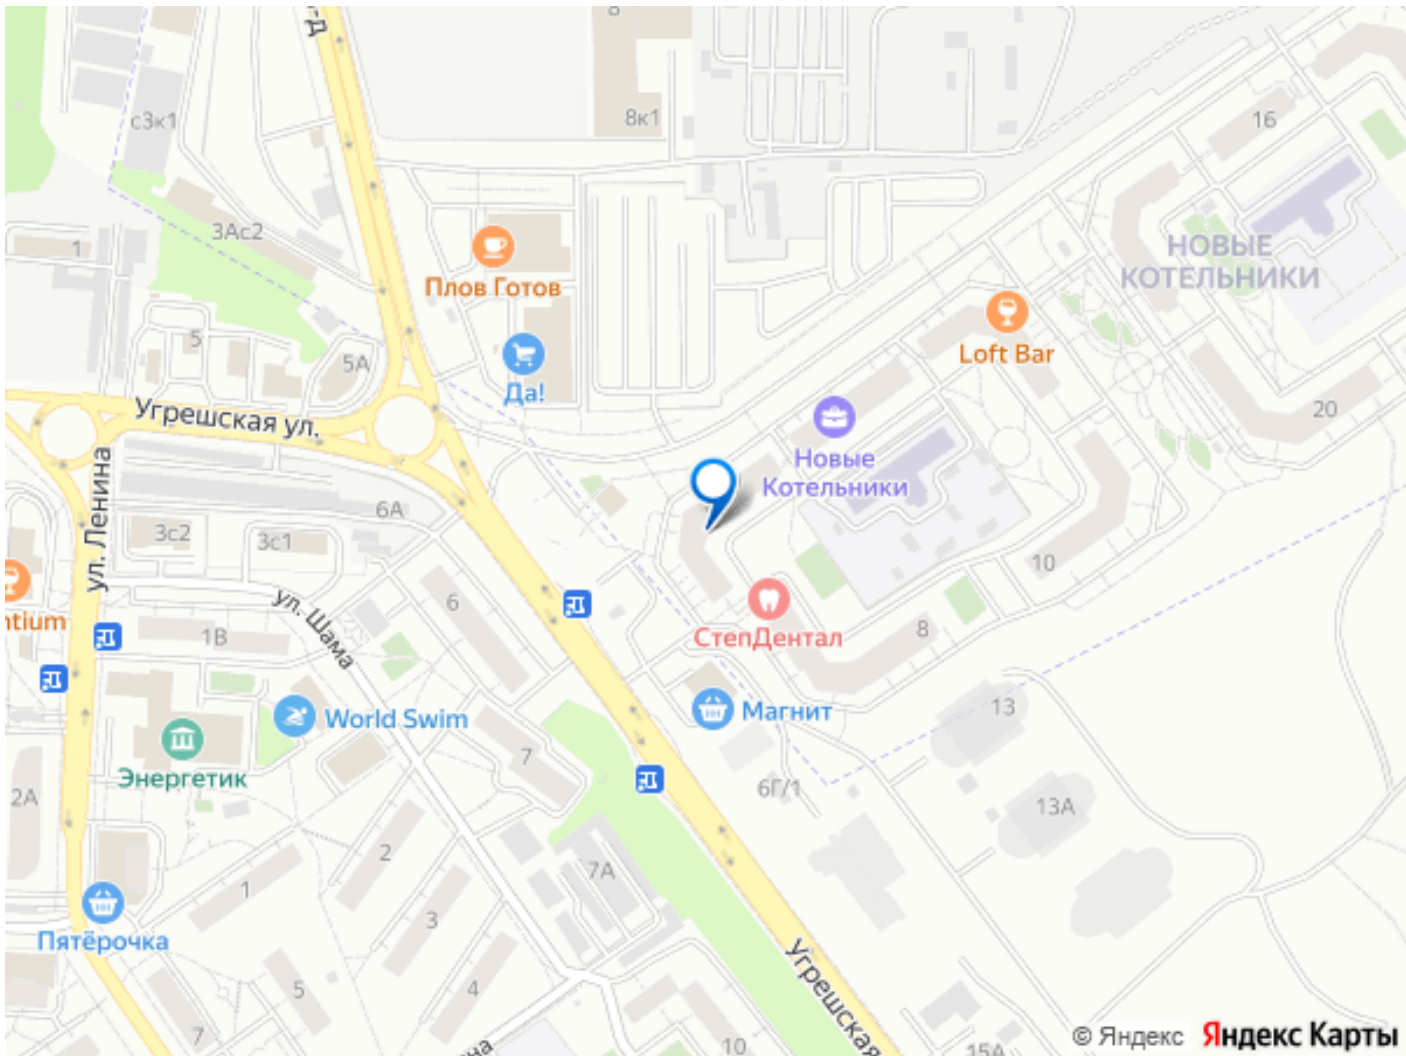 с3к1
8к1
16
3Ас2
1
Плов Готов
НОВЫЕ
КОТЕЛЬНИКИ
5
5А
Да!
Loft Bar
20
Угрешская ул.
Новые
Котельники
ул. Ленина
6А
3с2
3с1
10
ntium
1В
ул. Шама
6
СтепДентал
8
World Swim
Магнит
13
Энергетик
7
6Г/1
13А
2А
2
7А
1
3
Пятёрочка
Угрешская
5
4
7
10
15А
© Яндекс Яндекс Карты